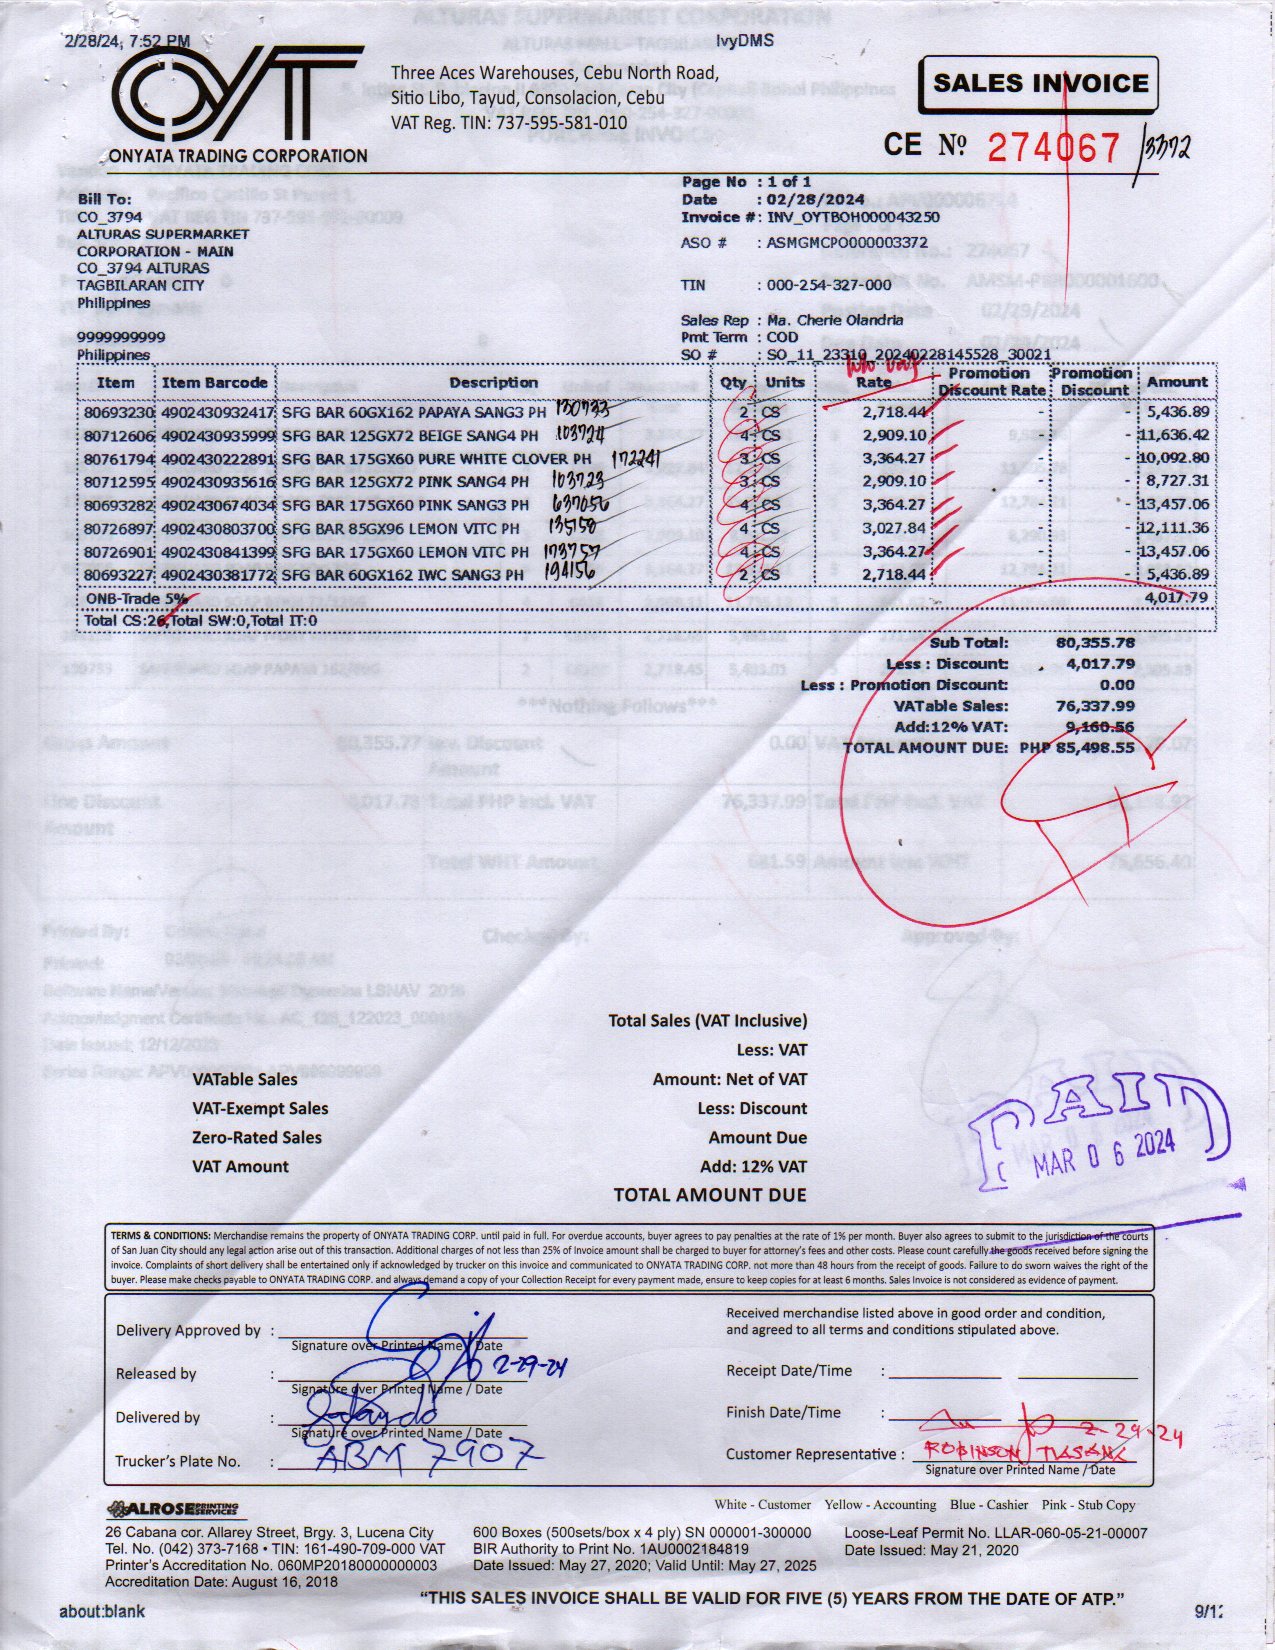 2/28/24, 7:52 PM
IvyDMS
OYT
ONYATA TRADING CORPORATION
Three Aces Warehouses, Cebu North Road,
Sitio Libo, Tayud, Consolacion, Cebu
VAT Reg. TIN: 737-595-581-010
SALES INVOICE
CE Nº 274067 /3372
Bill To:
CO_3794
ALTURAS SUPERMARKET
CORPORATION - MAIN
CO_3794 ALTURAS
TAGBILARAN CITY
Philippines
9999999999
Philippines
Page No : 1 of 1
Date : 02/28/2024
Invoice #: INV_OYTBOH000043250
ASO # : ASMGMCPO000003372
TIN : 000-254-327-000
Sales Rep : Ma. Cherie Olandria
Pmt Term : COD
SO # : SO_11_23310_20240228145528_30021
Item Item Barcode Description Qty Units Rate Promotion Discount Rate Promotion Discount Amount
80693230 4902430932417 SFG BAR 60GX162 PAPAYA SANG3 PH 130733 2 CS 2,718.44 - - 5,436.89
80712606 4902430935999 SFG BAR 125GX72 BEIGE SANG4 PH 103724 4 CS 2,909.10 - - 11,636.42
80761794 4902430222891 SFG BAR 175GX60 PURE WHITE CLOVER PH 172241 3 CS 3,364.27 - - 10,092.80
80712595 4902430935616 SFG BAR 125GX72 PINK SANG4 PH 103723 3 CS 2,909.10 - - 8,727.31
80693282 4902430674034 SFG BAR 175GX60 PINK SANG3 PH 637056 4 CS 3,364.27 - - 13,457.06
80726897 4902430803700 SFG BAR 85GX96 LEMON VITC PH 135158 4 CS 3,027.84 - - 12,111.36
80726901 4902430841399 SFG BAR 175GX60 LEMON VITC PH 173757 4 CS 3,364.27 - - 13,457.06
80693227 4902430381772 SFG BAR 60GX162 IWC SANG3 PH 194156 2 CS 2,718.44 - - 5,436.89
ONB-Trade 5% 4,017.79
Total CS:26,Total SW:0,Total IT:0
Sub Total: 80,355.78
Less : Discount: 4,017.79
Less : Promotion Discount: 0.00
VATable Sales: 76,337.99
Add:12% VAT: 9,160.56
TOTAL AMOUNT DUE: PHP 85,498.55
Total Sales (VAT Inclusive)
Less: VAT
VATable Sales Amount: Net of VAT
VAT-Exempt Sales Less: Discount
Zero-Rated Sales Amount Due
VAT Amount Add: 12% VAT
TOTAL AMOUNT DUE
PAID
MAR 06 2024
TERMS & CONDITIONS: Merchandise remains the property of ONYATA TRADING CORP. until paid in full. For overdue accounts, buyer agrees to pay penalties at the rate of 1% per month. Buyer also agrees to submit to the jurisdiction of the courts
of San Juan City should any legal action arise out of this transaction. Additional charges of not less than 25% of Invoice amount shall be charged to buyer for attorney's fees and other costs. Please count carefully the goods received before signing the
invoice. Complaints of short delivery shall be entertained only if acknowledged by trucker on this invoice and communicated to ONYATA TRADING CORP. not more than 48 hours from the receipt of goods. Failure to do sworn waives the right of the
buyer. Please make checks payable to ONYATA TRADING CORP. and always demand a copy of your Collection Receipt for every payment made, ensure to keep copies for at least 6 months. Sales Invoice is not considered as evidence of payment.
Delivery Approved by :
Signature over Printed Name / Date
Released by : 2-29-24
Signature over Printed Name / Date
Delivered by :
Signature over Printed Name / Date
Trucker's Plate No. : ABM 7907
Received merchandise listed above in good order and condition,
and agreed to all terms and conditions stipulated above.
Receipt Date/Time :
Finish Date/Time : 2-29-24
Customer Representative : ROBINSON
Signature over Printed Name / Date
ALROSE PRINTING SERVICES
26 Cabana cor. Allarey Street, Brgy. 3, Lucena City
Tel. No. (042) 373-7168 • TIN: 161-490-709-000 VAT
Printer's Accreditation No. 060MP20180000000003
Accreditation Date: August 16, 2018
White - Customer Yellow - Accounting Blue - Cashier Pink - Stub Copy
600 Boxes (500sets/box x 4 ply) SN 000001-300000
BIR Authority to Print No. 1AU0002184819
Date Issued: May 27, 2020; Valid Until: May 27, 2025
Loose-Leaf Permit No. LLAR-060-05-21-00007
Date Issued: May 21, 2020
"THIS SALES INVOICE SHALL BE VALID FOR FIVE (5) YEARS FROM THE DATE OF ATP."
about:blank
9/12